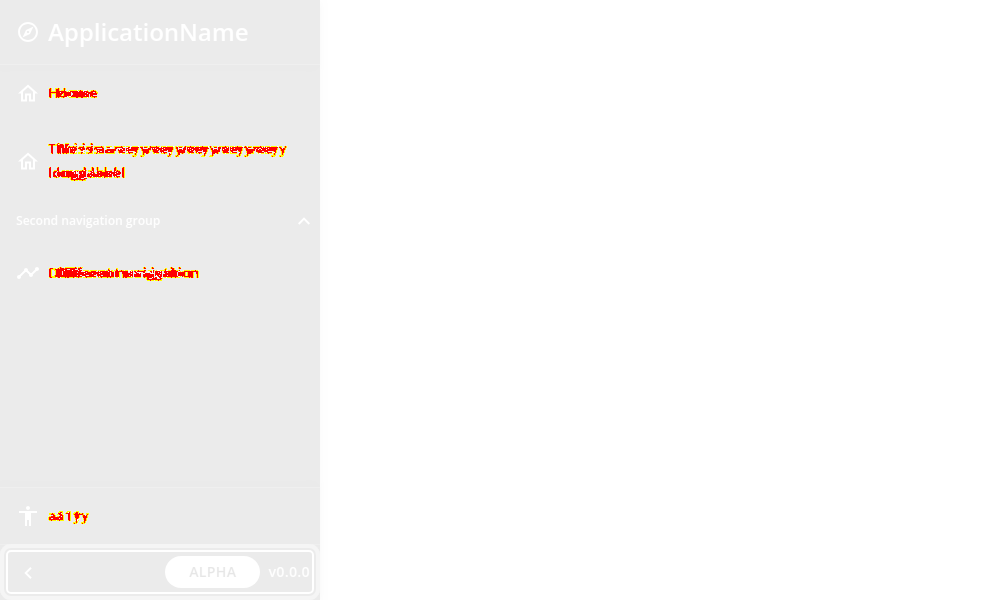 ApplicationName
Home
This is a very very very very very
long label
Second navigation group
Different navigation
a11y
ALPHA v0.0.0